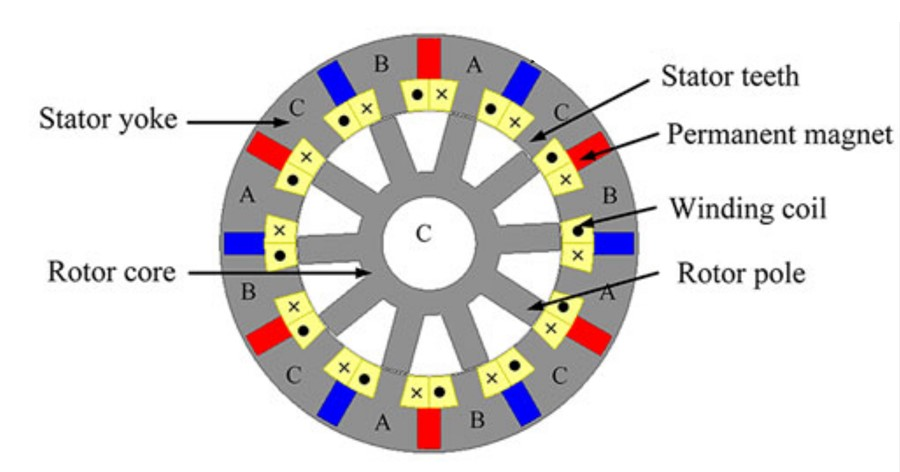 B
A
Stator teeth
C
C
Stator yoke
Permanent magnet
A
B
Winding coil
C
Rotor core
Rotor pole
B
A
C
C
A
B